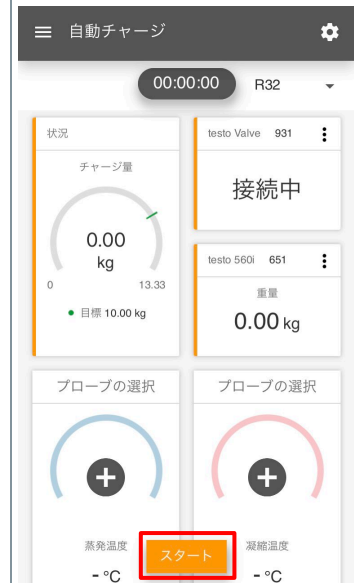 自動チャージ
00:00:00
R32
状況
チャージ量
0.00
kg
0
13.33
目標 10.00 kg
testo Valve 931
接続中
testo 560i 651
重量
0.00 kg
プローブの選択
プローブの選択
蒸発温度
- °C
スタート
凝縮温度
- °C